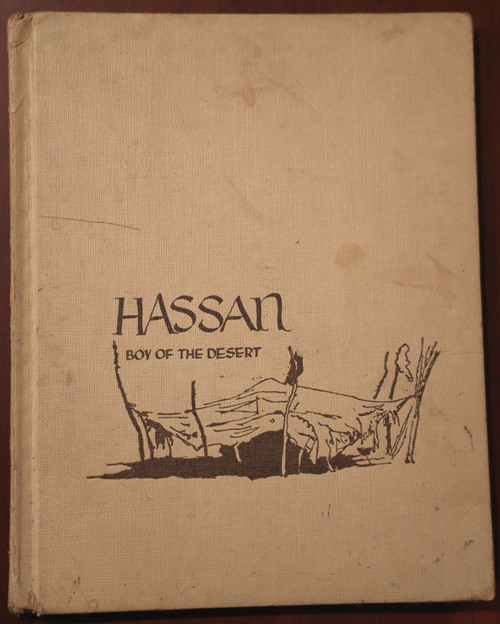 HASSAN
BOY OF THE DESERT